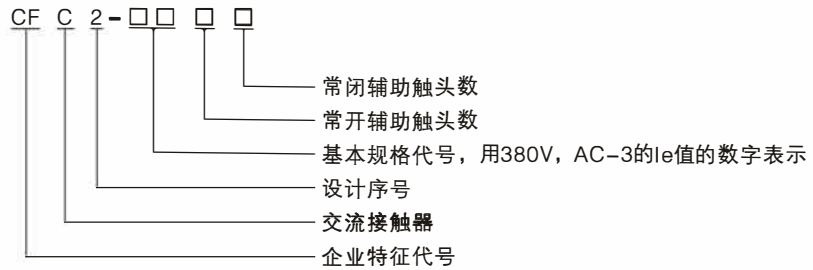 CF C 2-□□ □ □
常闭辅助触头数
常开辅助触头数
基本规格代号，用380V，AC-3的Ie值的数字表示
设计序号
交流接触器
企业特征代号